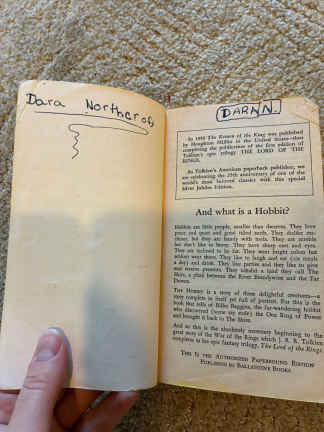 Dara Northcroft
DARA N.
In 1956 The Return of the King was published
by Houghton Mifflin in the United States—thus
completing the publication of the first edition of
Tolkien's epic trilogy THE LORD OF THE
RINGS.
As Tolkien's American paperback publisher, we
are celebrating the 25th anniversary of one of the
world's most beloved classics with this special
Silver Jubilee Edition.
And what is a Hobbit?
Hobbits are little people, smaller than dwarves. They love
peace and quiet and good tilled earth. They dislike ma-
chines, but they are handy with tools. They are nimble
but don't like to hurry. They have sharp eyes and ears.
They are inclined to be fat. They wear bright colors but
seldom wear shoes. They like to laugh and eat (six meals
a day) and drink. They like parties and they like to give
and receive presents. They inhabit a land they call The
Shire, a place between the River Brandywine and the Far
Downs.
THE HOBBIT is a story of these delightful creatures—a
story complete in itself yet full of portent. For this is the
book that tells of Bilbo Baggins, the far-wandering hobbit
who discovered (some say stole) the One Ring of Power
and brought it back to The Shire.
And so this is the absolutely necessary beginning to the
great story of the War of the Rings which J. R. R. Tolkien
completes in his epic fantasy trilogy, The Lord of the Rings.
THIS IS THE AUTHORIZED PAPERBOUND EDITION
PUBLISHED BY BALLANTINE BOOKS